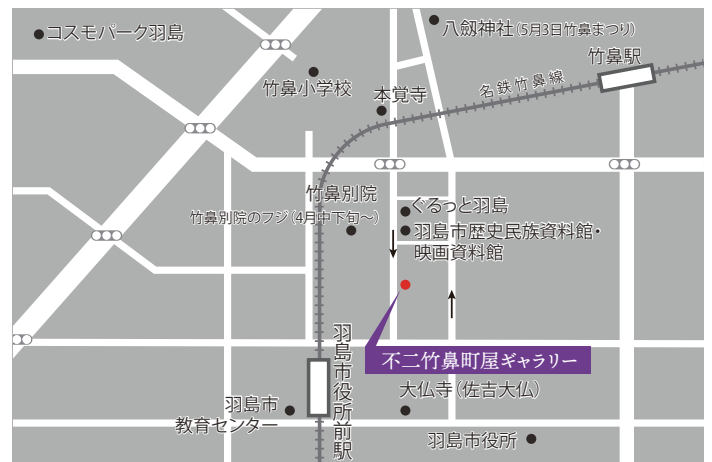 コスモパーク羽島
八劔神社(5月3日竹鼻まつり)
竹鼻駅
竹鼻小学校
本覚寺
名鉄竹鼻線
竹鼻別院
竹鼻別院のフジ(4月中下旬〜)
ぐるっと羽島
羽島市歴史民族資料館・
映画資料館
不二竹鼻町屋ギャラリー
羽島市役所前駅
大仏寺(佐吉大仏)
羽島市
教育センター
羽島市役所